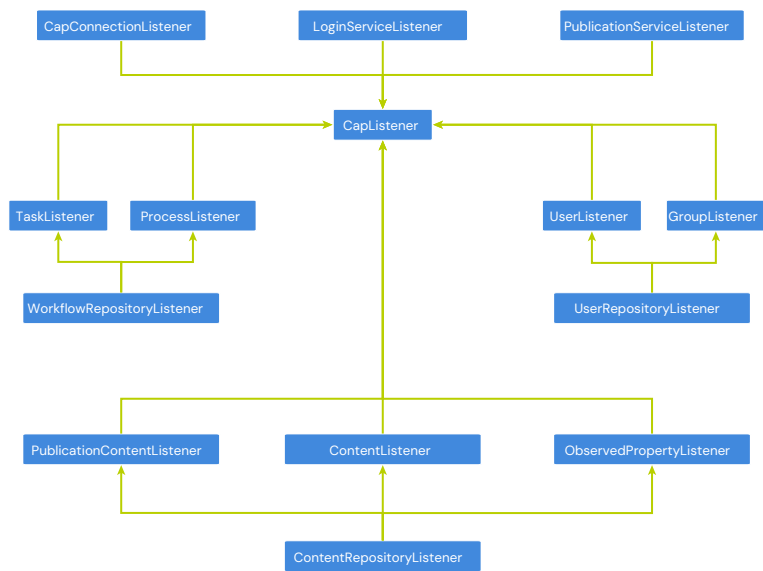 CapConnectionListener
LoginServiceListener
PublicationServiceListener
CapListener
TaskListener
ProcessListener
UserListener
GroupListener
WorkflowRepositoryListener
UserRepositoryListener
PublicationContentListener
ContentListener
ObservedPropertyListener
ContentRepositoryListener